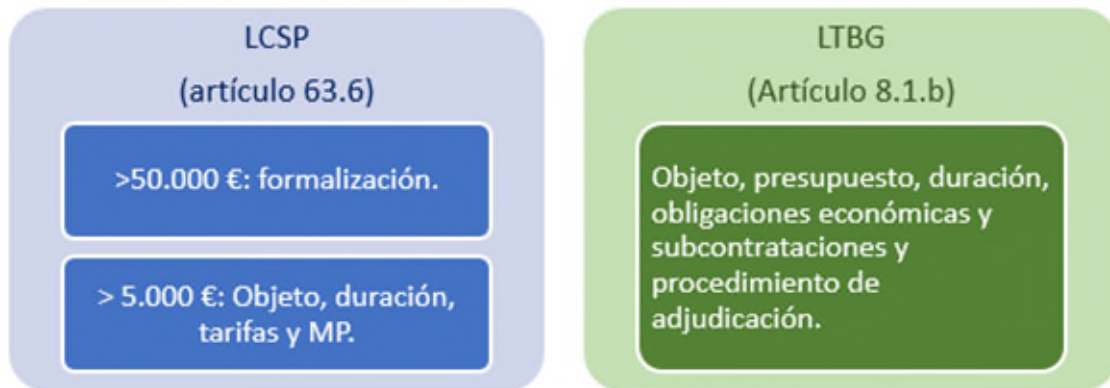 LCSP
(artículo 63.6)
>50.000 €: formalización.
> 5.000 €: Objeto, duración,
tarifas y MP.
LTBG
(Artículo 8.1.b)
Objeto, presupuesto, duración,
obligaciones económicas y
subcontrataciones y
procedimiento de
adjudicación.